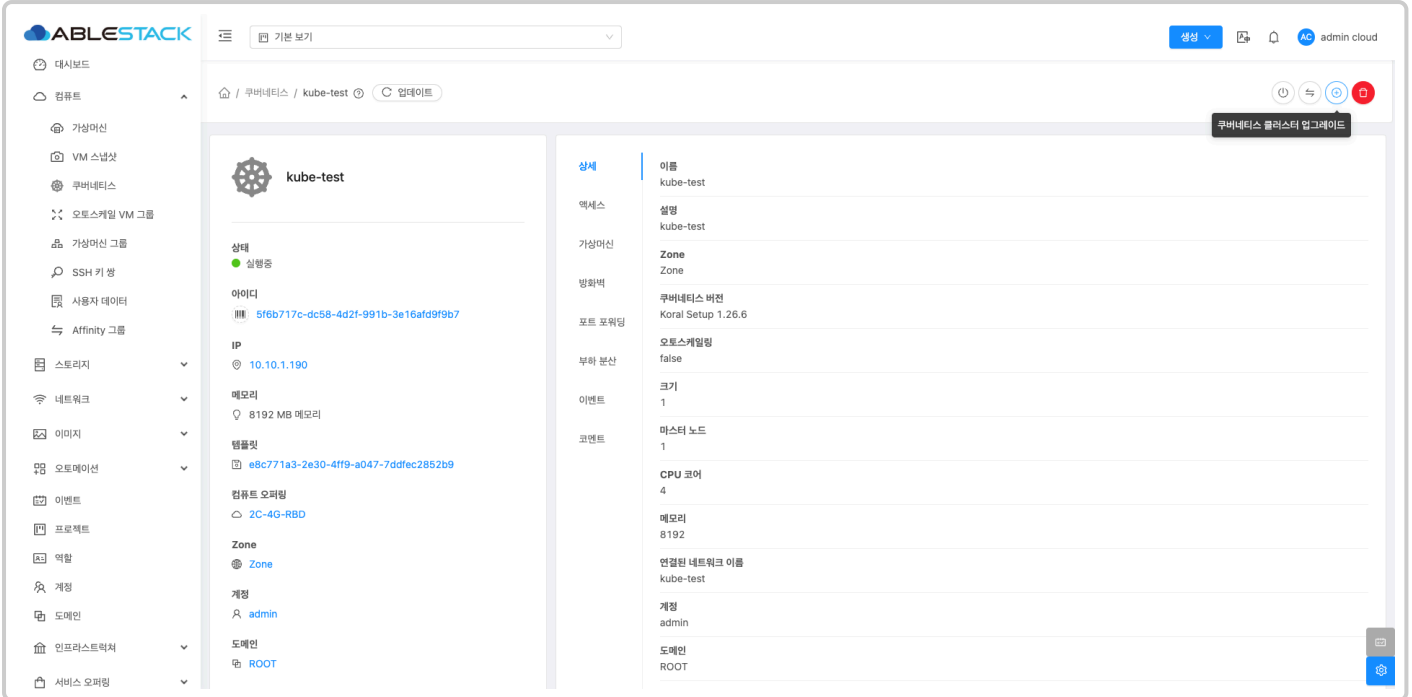 ABLESTACK
기본 보기
생성
AC
admin cloud
대시보드
컴퓨트
가상머신
VM 스냅샷
쿠버네티스
오토스케일 VM 그룹
가상머신 그룹
SSH 키 쌍
사용자 데이터
Affinity 그룹
스토리지
네트워크
이미지
오토메이션
이벤트
프로젝트
역할
계정
도메인
인프라스트럭쳐
서비스 오퍼링
/ 쿠버네티스 / kube-test
업데이트
쿠버네티스 클러스터 업그레이드
kube-test
상태
실행중
아이디
5f6b717c-dc58-4d2f-991b-3e16afd9f9b7
IP
10.10.1.190
메모리
8192 MB 메모리
템플릿
e8c771a3-2e30-4ff9-a047-7ddfec2852b9
컴퓨트 오퍼링
2C-4G-RBD
Zone
Zone
계정
admin
도메인
ROOT
상세
액세스
가상머신
방화벽
포트 포워딩
부하 분산
이벤트
코멘트
이름
kube-test
설명
kube-test
Zone
Zone
쿠버네티스 버전
Koral Setup 1.26.6
오토스케일링
false
크기
1
마스터 노드
1
CPU 코어
4
메모리
8192
연결된 네트워크 이름
kube-test
계정
admin
도메인
ROOT